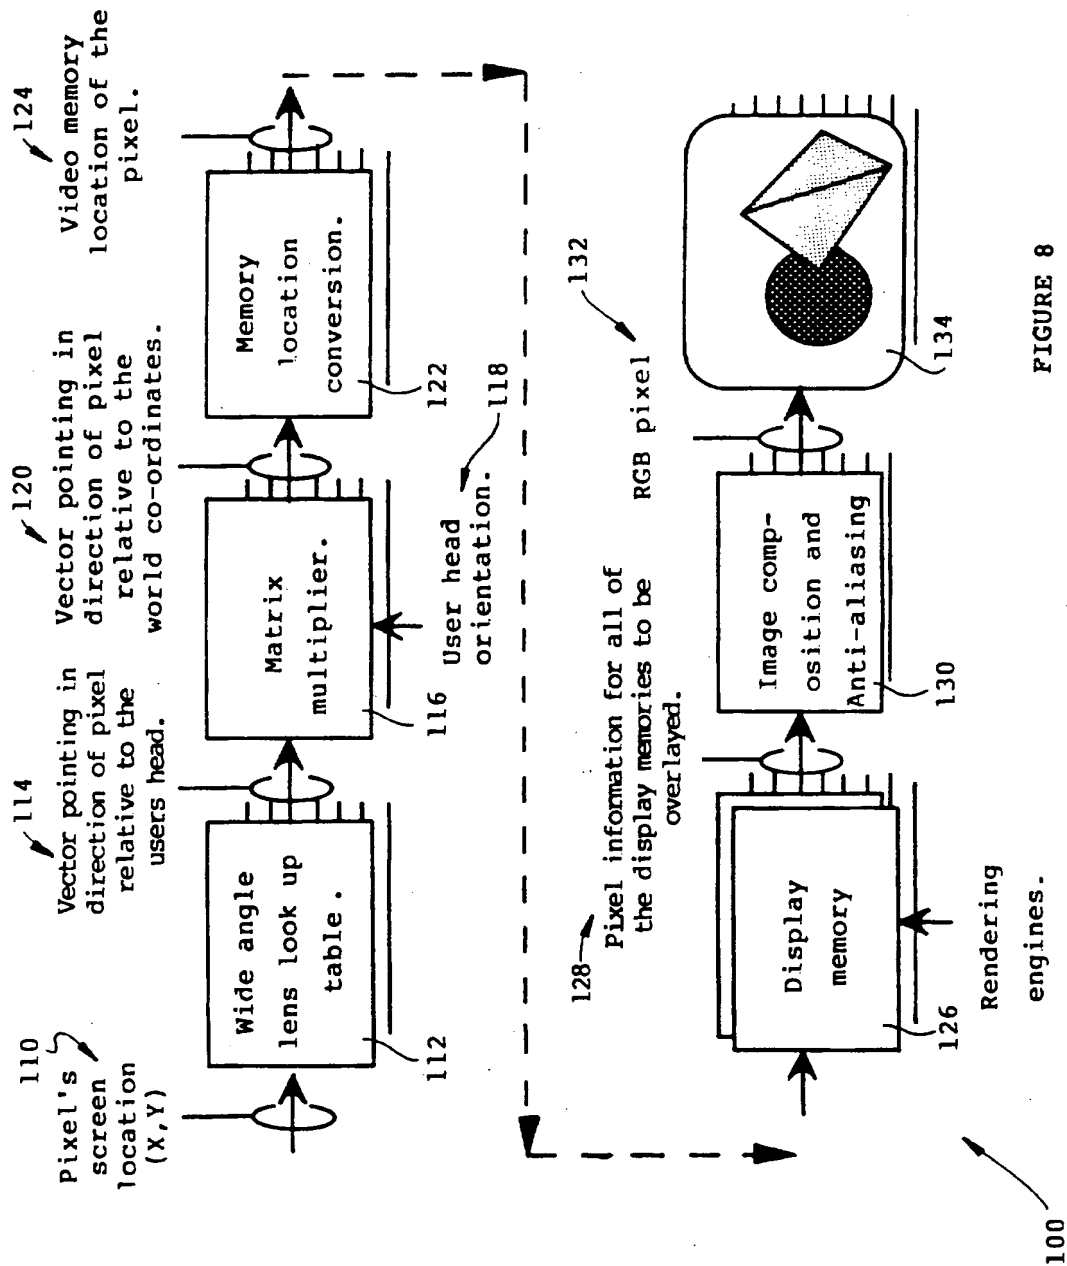 110
Pixel's
screen
location
(X,Y)
114
Vector pointing in
direction of pixel
relative to the
users head.
120
Vector pointing in
direction of pixel
relative to the
world co-ordinates.
124
Video memory
location of the
pixel.
Wide angle
lens look up
table.
112
Matrix
multiplier.
116
Memory
location
conversion.
122
User head
orientation.
118
128
Pixel information for all of
the display memories to be
overlayed.
RGB pixel
132
Display
memory
126
Image comp-
osition and
Anti-aliasing
130
134
Rendering
engines.
100
FIGURE 8